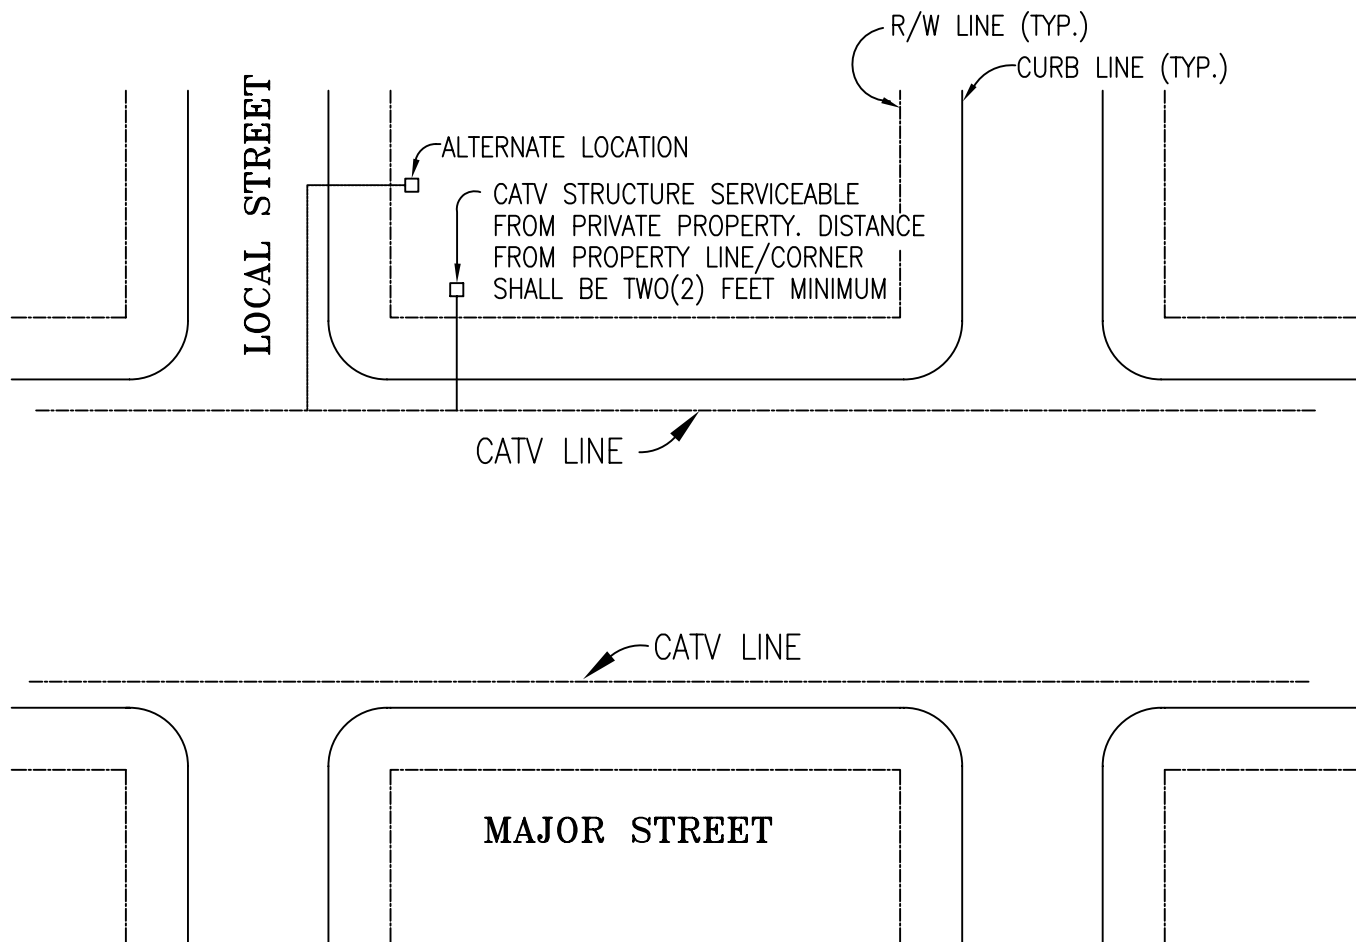 R/W LINE (TYP.)
CURB LINE (TYP.)
LOCAL STREET
ALTERNATE LOCATION
CATV STRUCTURE SERVICEABLE
FROM PRIVATE PROPERTY. DISTANCE
FROM PROPERTY LINE/CORNER
SHALL BE TWO(2) FEET MINIMUM
CATV LINE
CATV LINE
MAJOR STREET